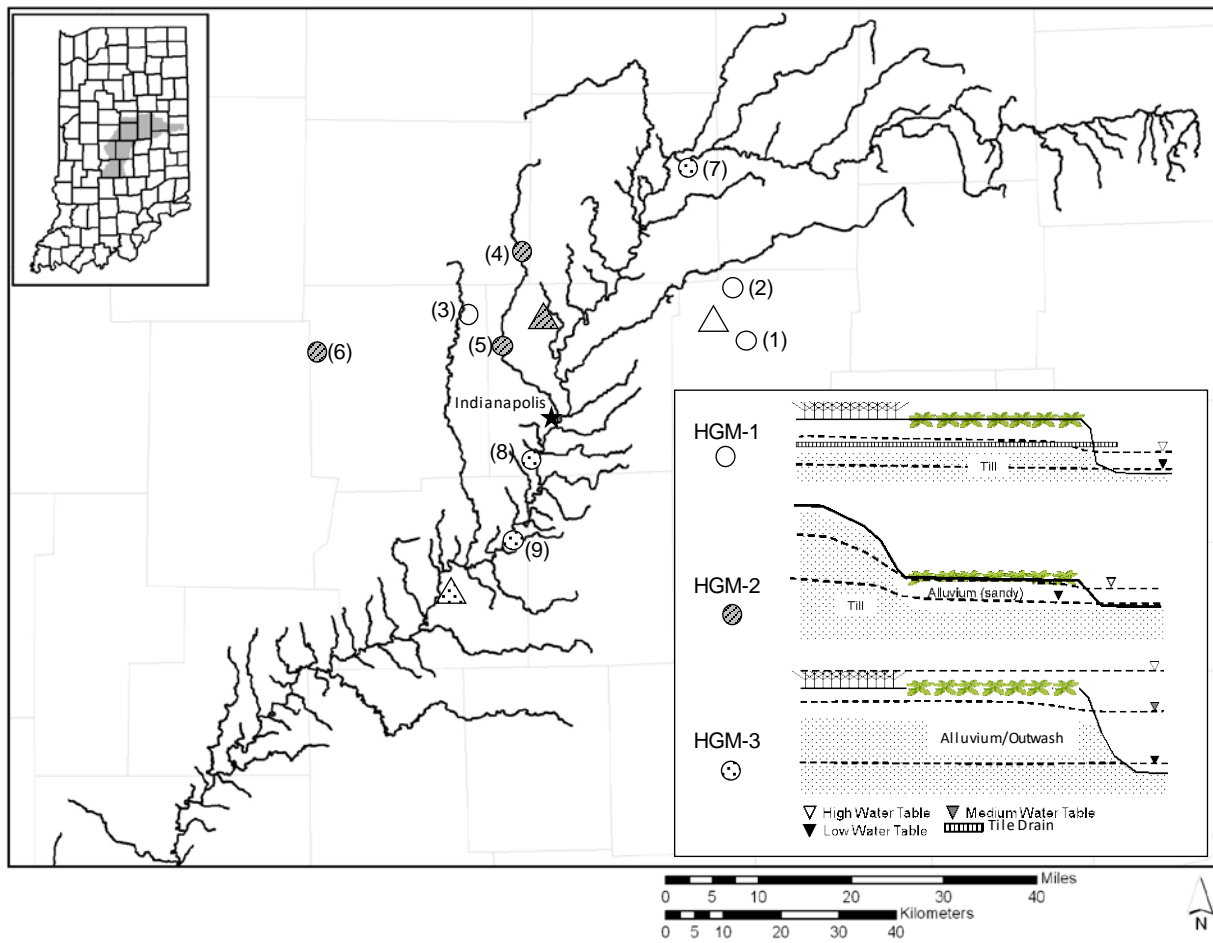 (7)
(4)
(2)
(3)
(1)
(5)
(6)
Indianapolis
(8)
(9)
HGM-1
Till
HGM-2
Alluvium (sandy)
Till
HGM-3
Alluvium/Outwash
High Water Table Medium Water Table
Low Water Table Tile Drain
Miles
0 5 10 20 30 40
Kilometers
0 5 10 20 30 40
N